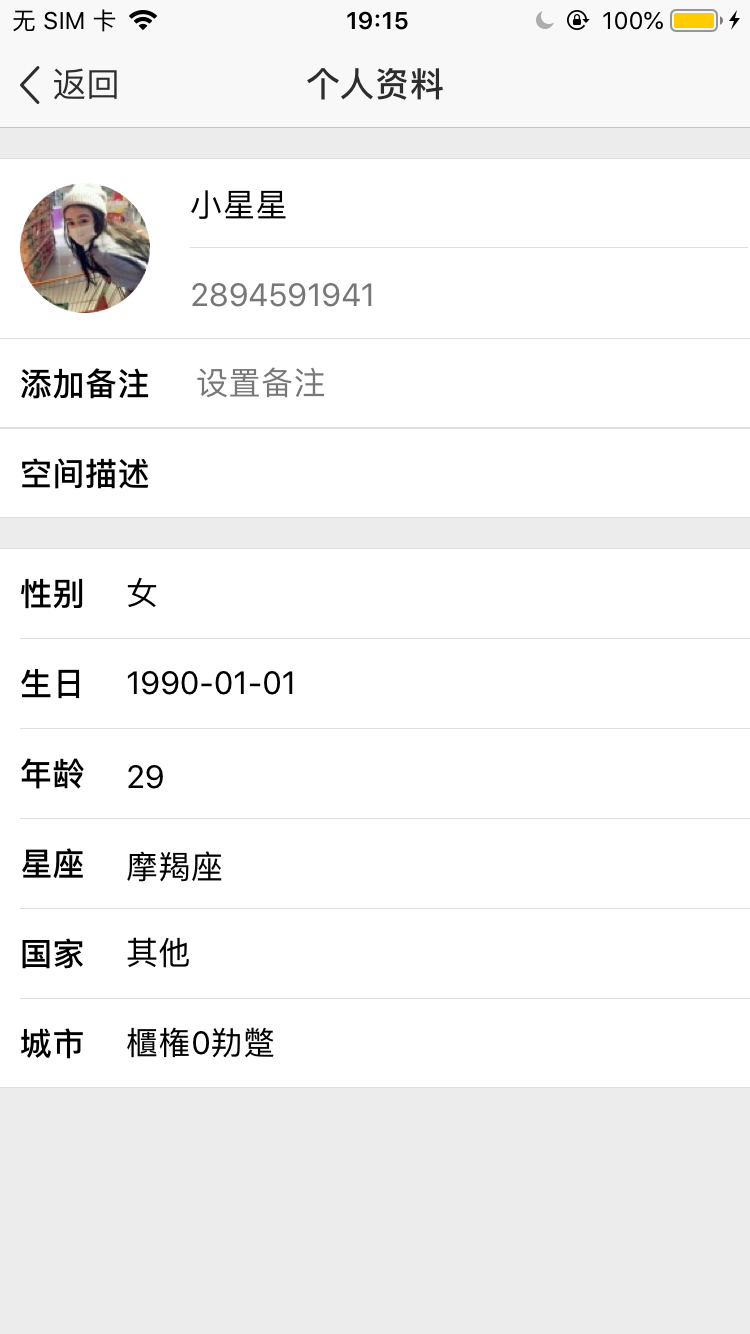 无 SIM 卡 19:15 100%
返回 个人资料
小星星
2894591941
添加备注 设置备注
空间描述
性别 女
生日 1990-01-01
年龄 29
星座 摩羯座
国家 其他
城市 櫃権0劷蹩